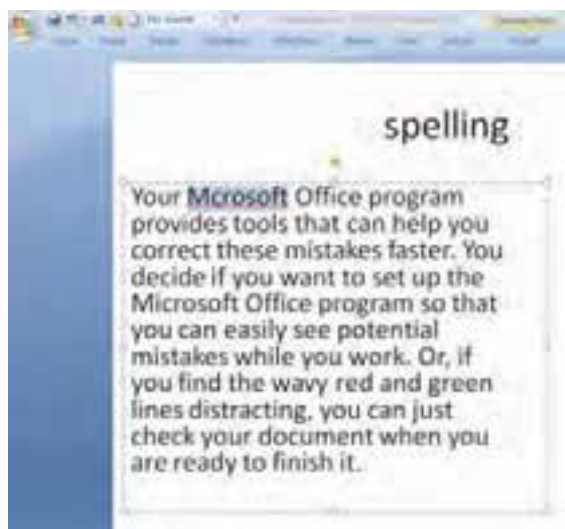 spelling
Your Mcrosoft Office program
provides tools that can help you
correct these mistakes faster. You
decide if you want to set up the
Microsoft Office program so that
you can easily see potential
mistakes while you work. Or, if
you find the wavy red and green
lines distracting, you can just
check your document when you
are ready to finish it.